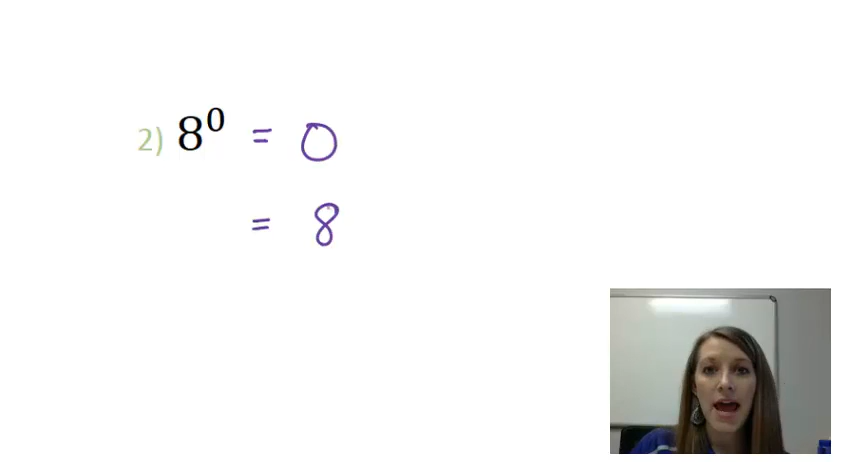 2) 8⁰ = 0
= 8